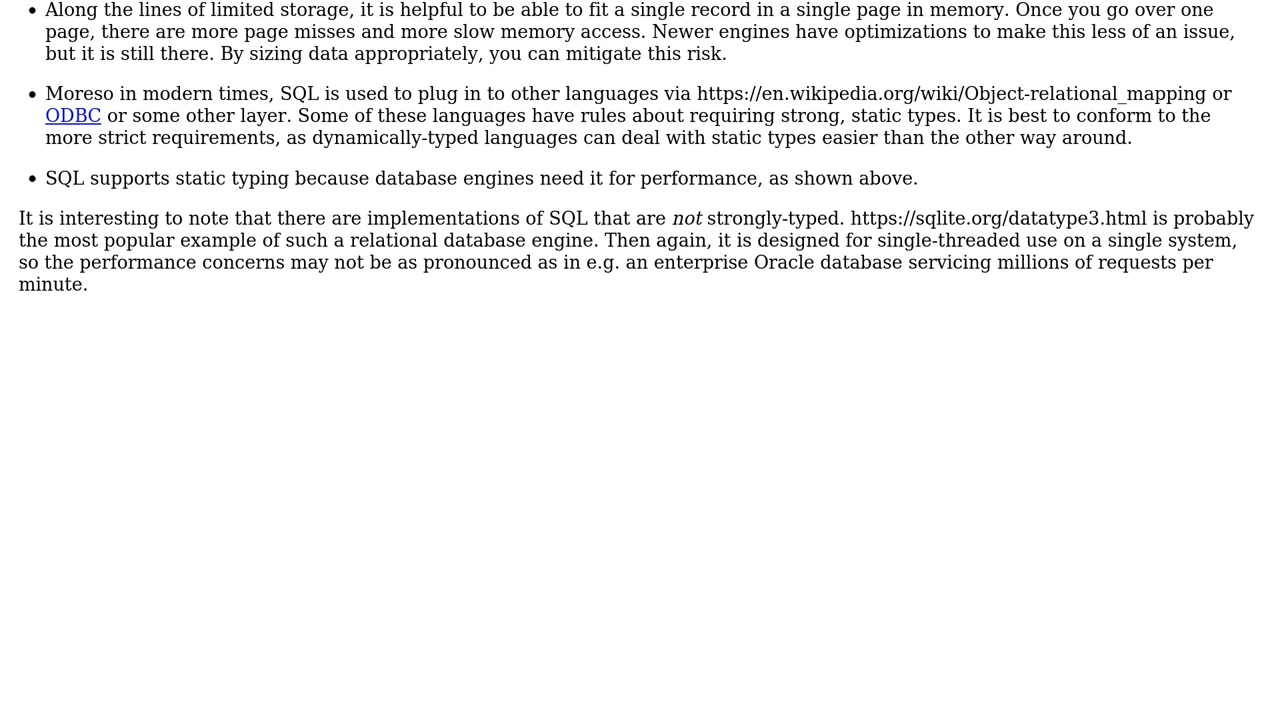 Along the lines of limited storage, it is helpful to be able to fit a single record in a single page in memory. Once you go over one
page, there are more page misses and more slow memory access. Newer engines have optimizations to make this less of an issue,
but it is still there. By sizing data appropriately, you can mitigate this risk.
Moreso in modern times, SQL is used to plug in to other languages via https://en.wikipedia.org/wiki/Object-relational_mapping or
ODBC or some other layer. Some of these languages have rules about requiring strong, static types. It is best to conform to the
more strict requirements, as dynamically-typed languages can deal with static types easier than the other way around.
SQL supports static typing because database engines need it for performance, as shown above.
It is interesting to note that there are implementations of SQL that are not strongly-typed. https://sqlite.org/datatype3.html is probably
the most popular example of such a relational database engine. Then again, it is designed for single-threaded use on a single system,
so the performance concerns may not be as pronounced as in e.g. an enterprise Oracle database servicing millions of requests per
minute.